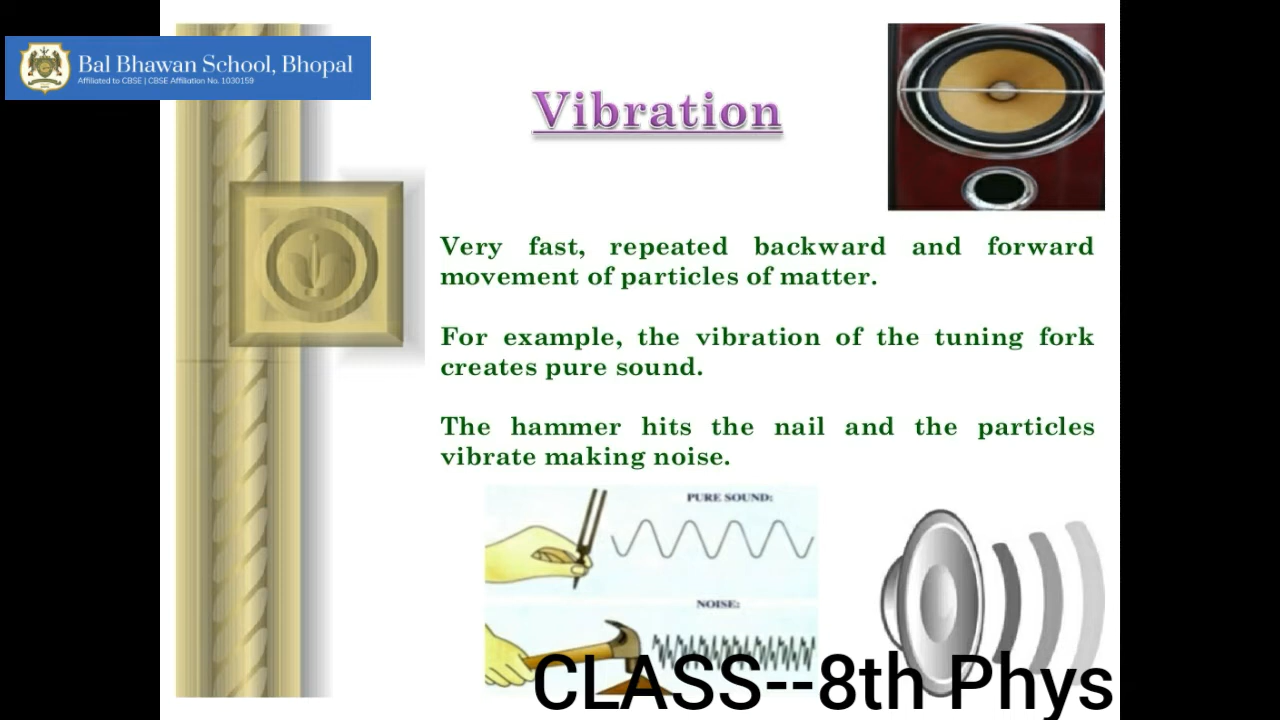 Bal Bhawan School, Bhopal
Affiliated to CBSE | CBSE Affiliation No. 1030159
Vibration
Very fast, repeated backward and forward
movement of particles of matter.
For example, the vibration of the tuning fork
creates pure sound.
The hammer hits the nail and the particles
vibrate making noise.
PURE SOUND:
NOISE:
CLASS--8th Phys